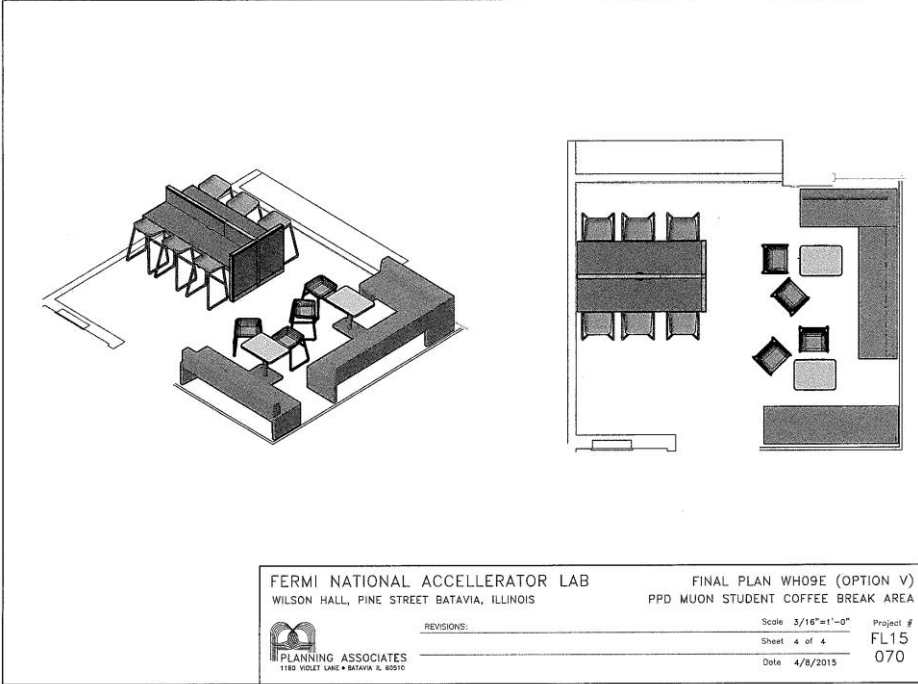 FERMI NATIONAL ACCELLERATOR LAB
WILSON HALL, PINE STREET BATAVIA, ILLINOIS
FINAL PLAN WH09E (OPTION V)
PPD MUON STUDENT COFFEE BREAK AREA
PLANNING ASSOCIATES
1160 VIOLET LANE • BATAVIA IL 60510
REVISIONS:
Scale 3/16"=1'-0"
Sheet 4 of 4
Date 4/8/2015
Project #
FL15
070